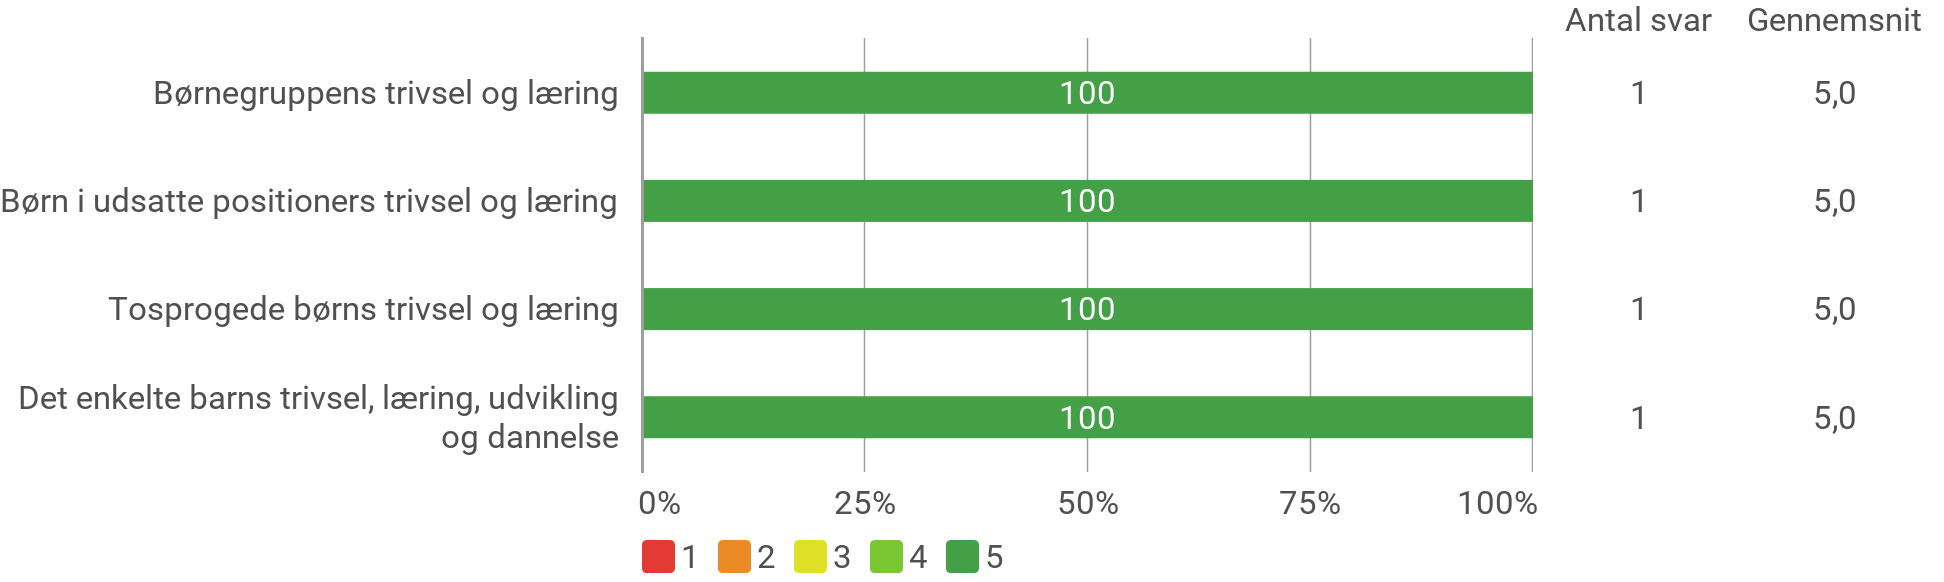 Antal svar Gennemsnit
Børnegruppens trivsel og læring 100 1 5,0
Børn i udsatte positioners trivsel og læring 100 1 5,0
Tosprogede børns trivsel og læring 100 1 5,0
Det enkelte barns trivsel, læring, udvikling
og dannelse 100 1 5,0
0% 25% 50% 75% 100%
1 2 3 4 5